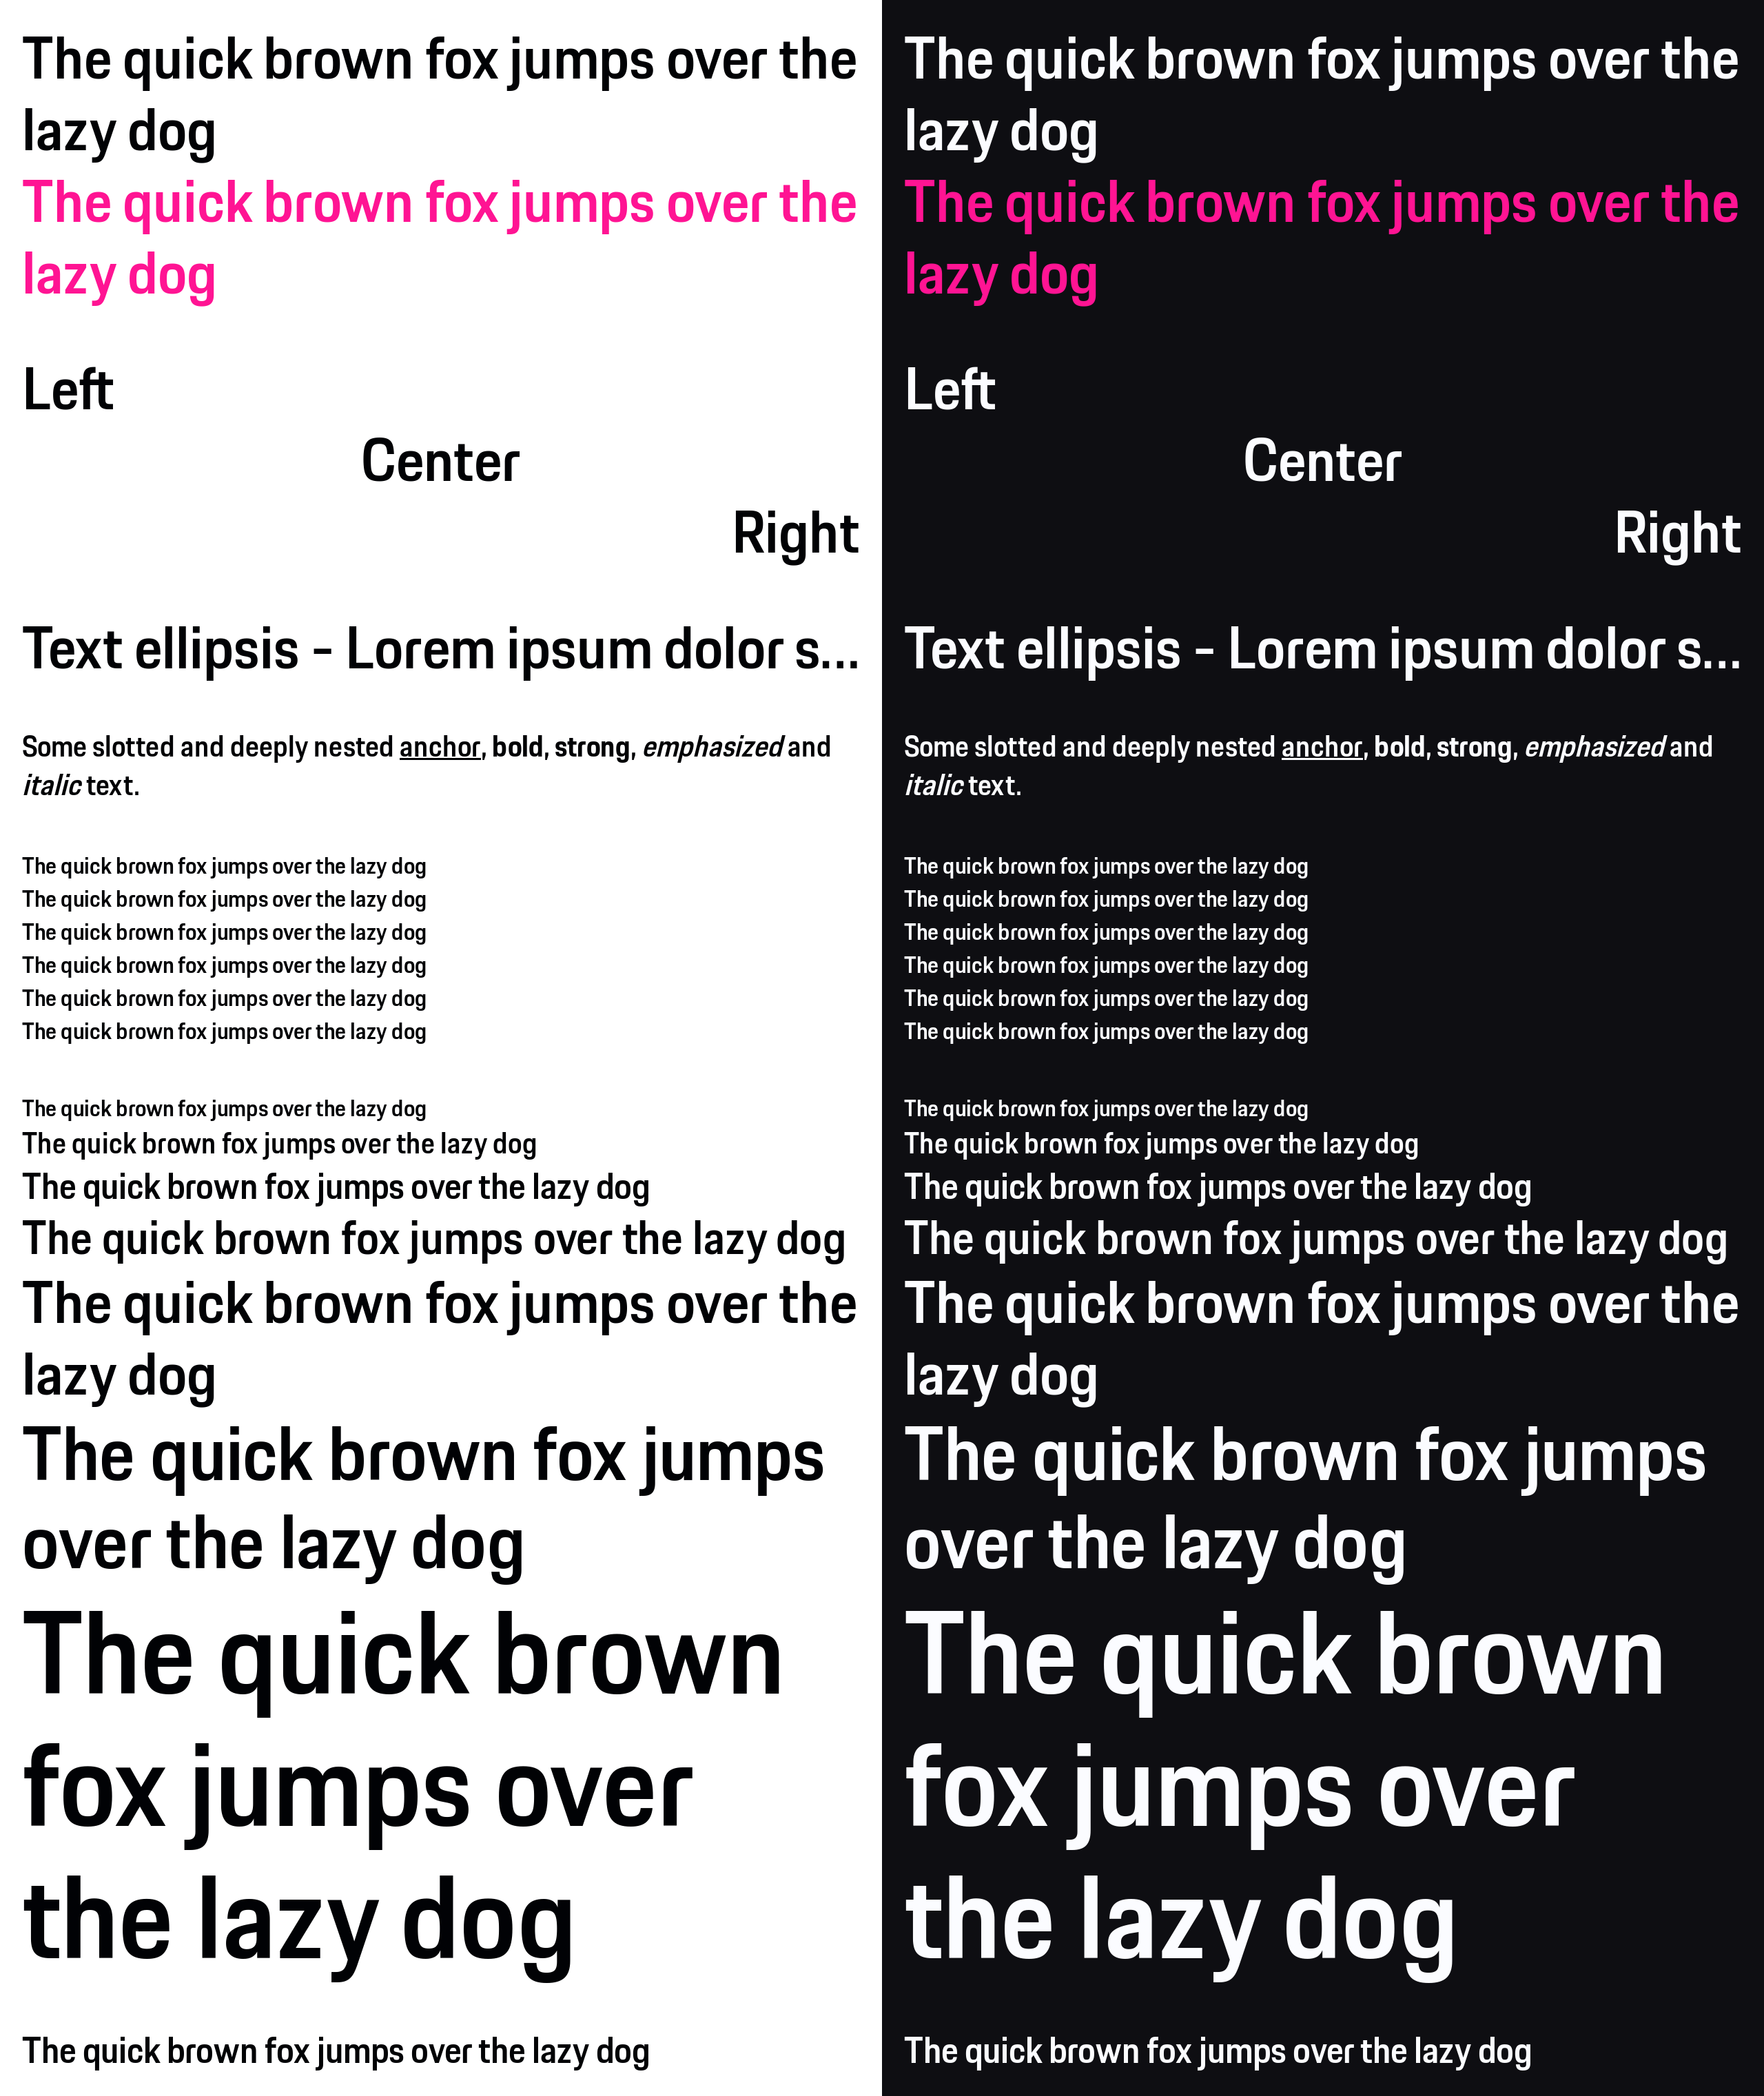 The quick brown fox jumps over the
lazy dog
The quick brown fox jumps over the
lazy dog
Left
Center
Right
Text ellipsis - Lorem ipsum dolor s...
Some slotted and deeply nested anchor, bold, strong, emphasized and
italic text.
The quick brown fox jumps over the lazy dog
The quick brown fox jumps over the lazy dog
The quick brown fox jumps over the lazy dog
The quick brown fox jumps over the lazy dog
The quick brown fox jumps over the lazy dog
The quick brown fox jumps over the lazy dog
The quick brown fox jumps over the lazy dog
The quick brown fox jumps over the lazy dog
The quick brown fox jumps over the lazy dog
The quick brown fox jumps over the lazy dog
The quick brown fox jumps over the
lazy dog
The quick brown fox jumps
over the lazy dog
The quick brown
fox jumps over
the lazy dog
The quick brown fox jumps over the lazy dog
The quick brown fox jumps over the
lazy dog
The quick brown fox jumps over the
lazy dog
Left
Center
Right
Text ellipsis - Lorem ipsum dolor s...
Some slotted and deeply nested anchor, bold, strong, emphasized and
italic text.
The quick brown fox jumps over the lazy dog
The quick brown fox jumps over the lazy dog
The quick brown fox jumps over the lazy dog
The quick brown fox jumps over the lazy dog
The quick brown fox jumps over the lazy dog
The quick brown fox jumps over the lazy dog
The quick brown fox jumps over the lazy dog
The quick brown fox jumps over the lazy dog
The quick brown fox jumps over the lazy dog
The quick brown fox jumps over the lazy dog
The quick brown fox jumps over the
lazy dog
The quick brown fox jumps
over the lazy dog
The quick brown
fox jumps over
the lazy dog
The quick brown fox jumps over the lazy dog